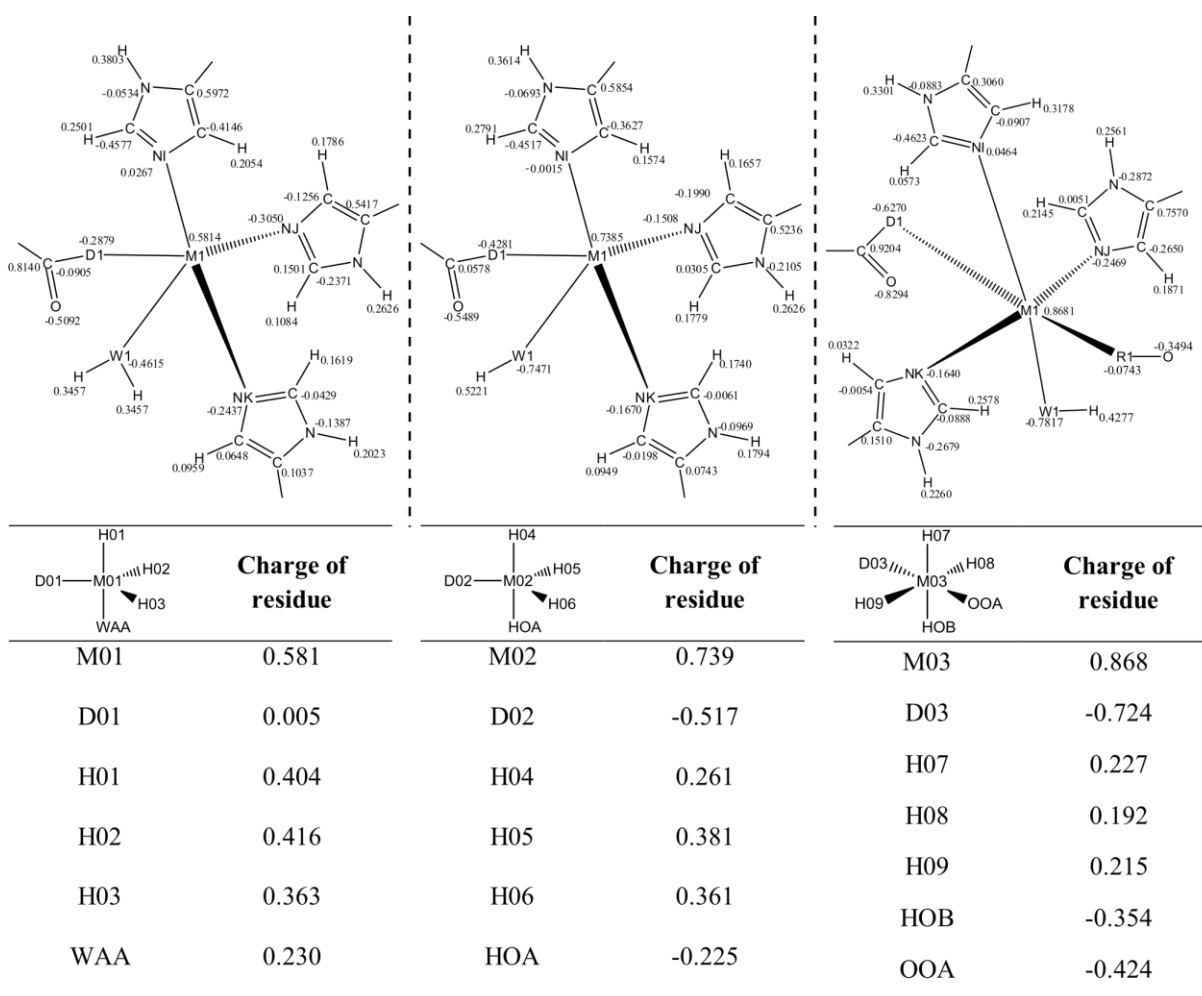 H
0.3803
N
-0.0534
C
0.5972
0.2501
H
C
-0.4577
C
-0.4146
NI
0.0267
H
0.2054
0.1786
H
-0.1256
C
C
0.5417
-0.3050
NJ
0.1501
C
N
-0.2371
H
0.2626
H
0.1084
-0.2879
D1
0.5814
M1
C
0.8140
-0.0905
O
-0.5092
W1
-0.4615
H
0.3457
H
0.3457
H
0.1619
NK
-0.2437
C
-0.0429
N
-0.1387
H
0.2023
H
0.0959
C
0.0648
C
0.1037
0.3614
H
-0.0693
N
C
0.5854
0.2791
H
C
-0.4517
C
-0.3627
NI
-0.0015
H
0.1574
H
0.1657
-0.1990
C
C
0.5236
-0.1508
NJ
0.0305
C
N
-0.2105
H
0.2626
H
0.1779
-0.4281
D1
0.7385
M1
C
0.0578
O
-0.5489
W1
-0.7471
H
0.5221
H
0.1740
NK
-0.1670
C
-0.0061
N
-0.0969
H
0.1794
H
0.0949
C
-0.0198
C
0.0743
H
0.3301
-0.0883
N
C
0.3060
H
0.3178
C
-0.0907
-0.4623
C
NI
0.0464
H
0.0573
0.2561
H
N
-0.2872
0.0051
H
C
0.2145
C
0.7570
NJ
-0.2469
C
-0.2650
H
0.1871
-0.6270
D1
C
0.9204
O
-0.8294
M1
0.8681
0.0322
H
NK
-0.1640
C
-0.0054
C
-0.0888
0.2578
H
C
0.1510
N
-0.2679
H
0.2260
R1
-0.0743
O
-0.3494
W1
-0.7817
H
0.4277
H01
D01 M01 H02
H03
WAA
Charge of
residue
M01 0.581
D01 0.005
H01 0.404
H02 0.416
H03 0.363
WAA 0.230
H04
D02 M02 H05
H06
HOA
Charge of
residue
M02 0.739
D02 -0.517
H04 0.261
H05 0.381
H06 0.361
HOA -0.225
H07
D03 M03 H08
H09 OOA
HOB
Charge of
residue
M03 0.868
D03 -0.724
H07 0.227
H08 0.192
H09 0.215
HOB -0.354
OOA -0.424